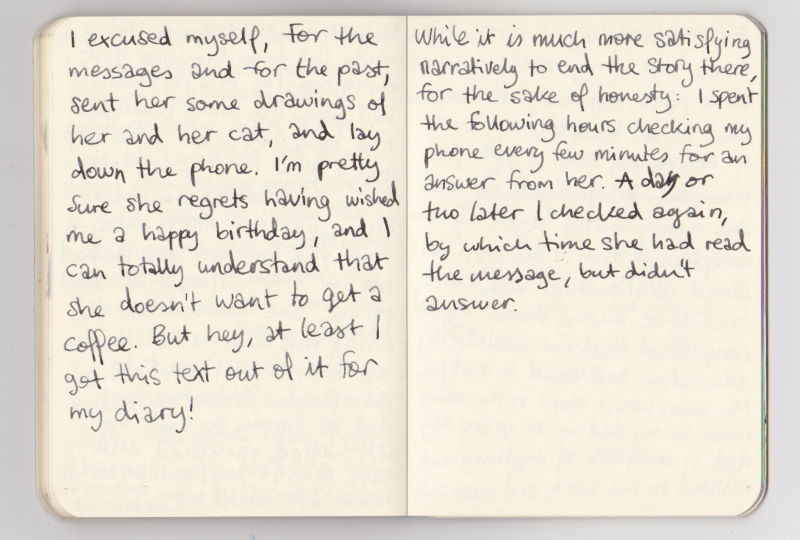 I excused myself, for the
messages and for the past,
sent her some drawings of
her and her cat, and lay
down the phone. I'm pretty
sure she regrets having wished
me a happy birthday, and I
can totally understand that
she doesn't want to get a
coffee. But hey, at least I
got this text out of it for
my diary!
While it is much more satisfying
narratively to end the story there,
for the sake of honesty: I spent
the following hours checking my
phone every few minutes for an
answer from her. A day or
two later I checked again,
by which time she had read
the message, but didn't
answer.